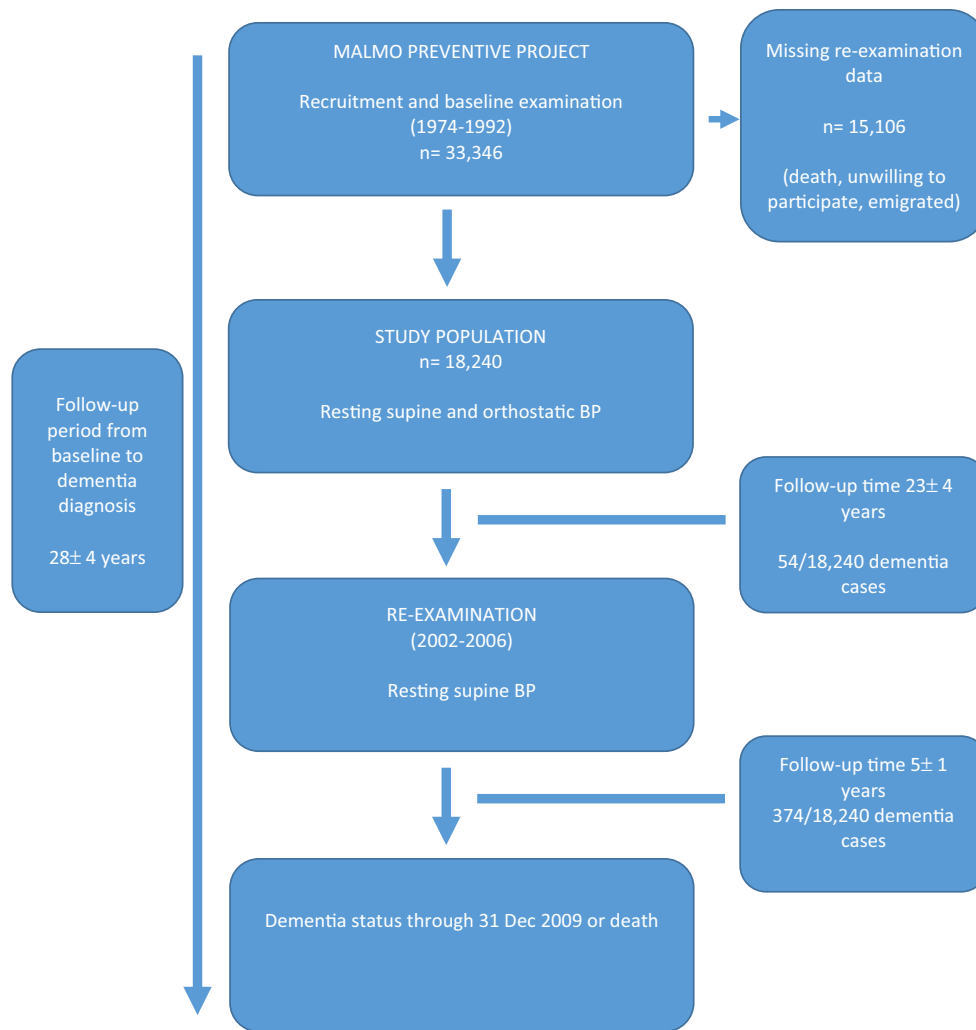 MALMO PREVENTIVE PROJECT
Recruitment and baseline examination
(1974-1992)
n= 33,346
Missing re-examination
data
n= 15,106
(death, unwilling to
participate, emigrated)
STUDY POPULATION
n= 18,240
Resting supine and orthostatic BP
Follow-up
period from
baseline to
dementia
diagnosis
28± 4 years
Follow-up time 23± 4
years
54/18,240 dementia
cases
RE-EXAMINATION
(2002-2006)
Resting supine BP
Follow-up time 5± 1
years
374/18,240 dementia
cases
Dementia status through 31 Dec 2009 or death